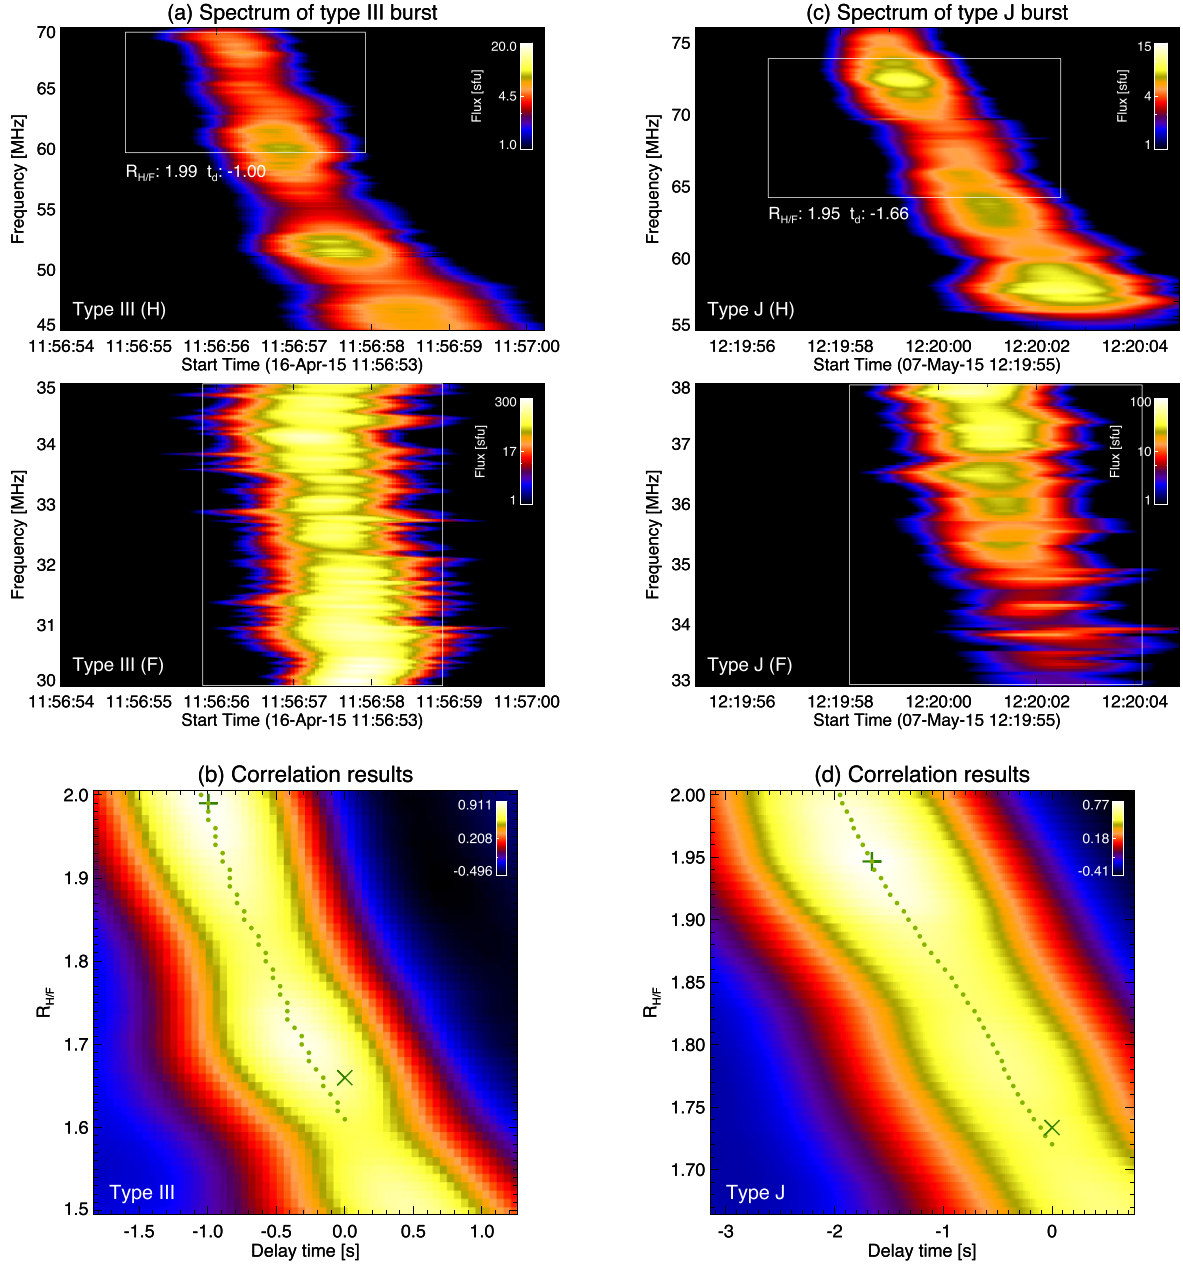 (a) Spectrum of type III burst
70
65
60
55
50
45
Frequency [MHz]
20.0
4.5
1.0
Flux [sfu]
R_H/F: 1.99 t_d: -1.00
Type III (H)
11:56:54 11:56:55 11:56:56 11:56:57 11:56:58 11:56:59 11:57:00
Start Time (16-Apr-15 11:56:53)
35
34
33
32
31
30
Frequency [MHz]
300
17
1
Flux [sfu]
Type III (F)
11:56:54 11:56:55 11:56:56 11:56:57 11:56:58 11:56:59 11:57:00
Start Time (16-Apr-15 11:56:53)
(c) Spectrum of type J burst
75
70
65
60
55
Frequency [MHz]
15
4
1
Flux [sfu]
R_H/F: 1.95 t_d: -1.66
Type J (H)
12:19:56 12:19:58 12:20:00 12:20:02 12:20:04
Start Time (07-May-15 12:19:55)
38
37
36
35
34
33
Frequency [MHz]
100
10
1
Flux [sfu]
Type J (F)
12:19:56 12:19:58 12:20:00 12:20:02 12:20:04
Start Time (07-May-15 12:19:55)
(b) Correlation results
2.0
1.9
1.8
1.7
1.6
1.5
R_H/F
0.911
0.208
-0.496
Type III
-1.5 -1.0 -0.5 0.0 0.5 1.0
Delay time [s]
(d) Correlation results
2.00
1.95
1.90
1.85
1.80
1.75
1.70
R_H/F
0.77
0.18
-0.41
Type J
-3 -2 -1 0
Delay time [s]